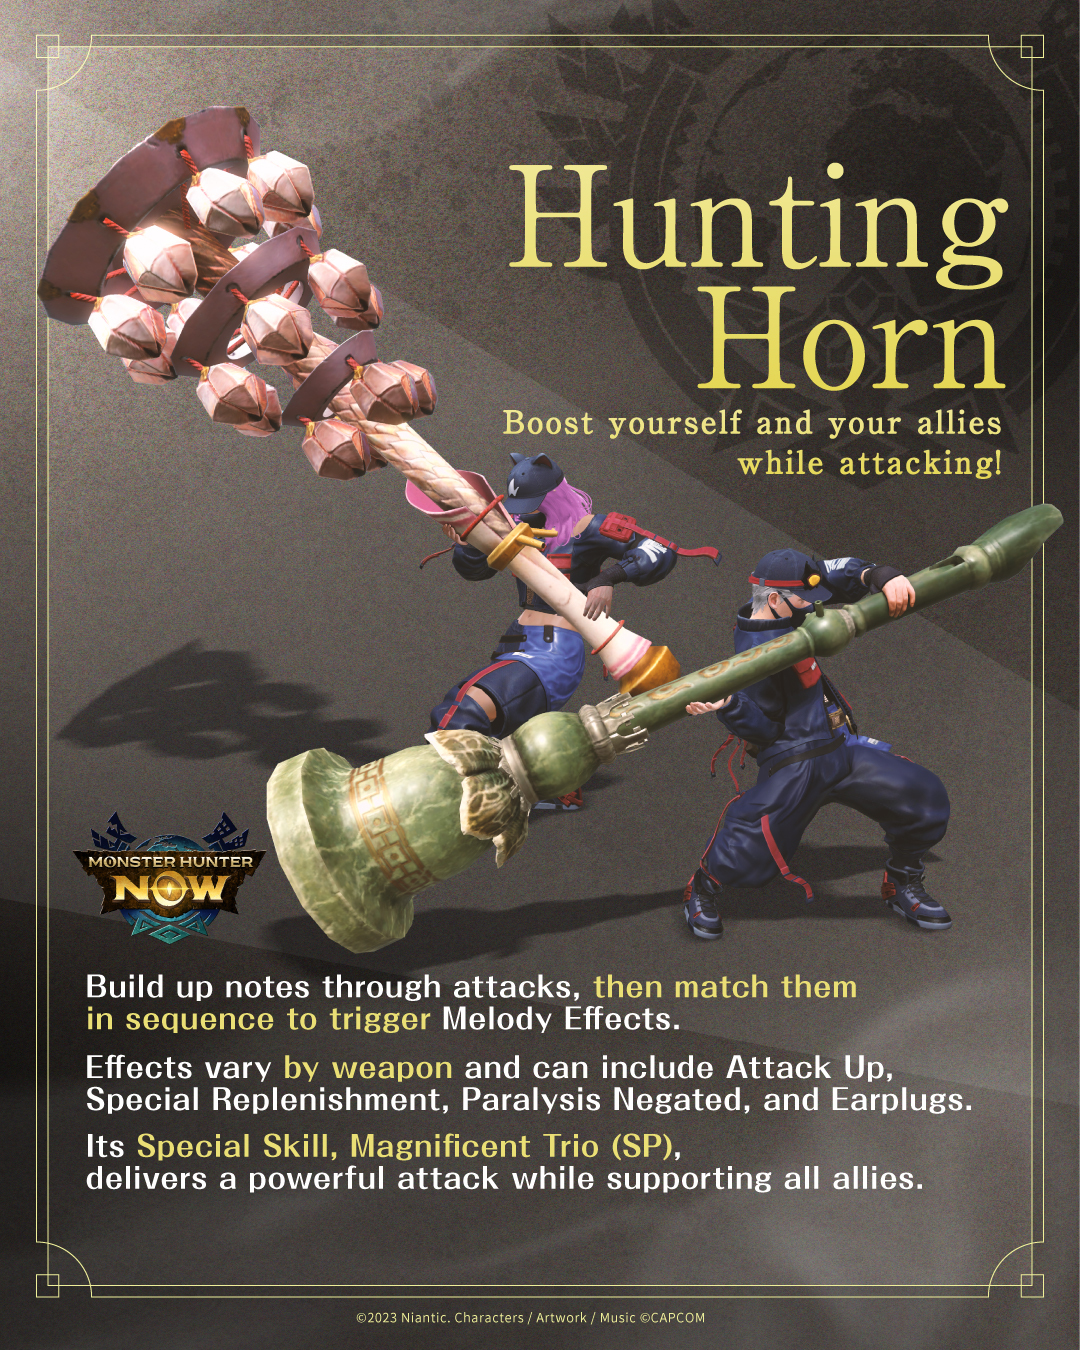 Hunting
Horn
Boost yourself and your allies
while attacking!
MONSTER HUNTER
NOW
Build up notes through attacks, then match them
in sequence to trigger Melody Effects.
Effects vary by weapon and can include Attack Up,
Special Replenishment, Paralysis Negated, and Earplugs.
Its Special Skill, Magnificent Trio (SP),
delivers a powerful attack while supporting all allies.
©2023 Niantic. Characters / Artwork / Music ©CAPCOM